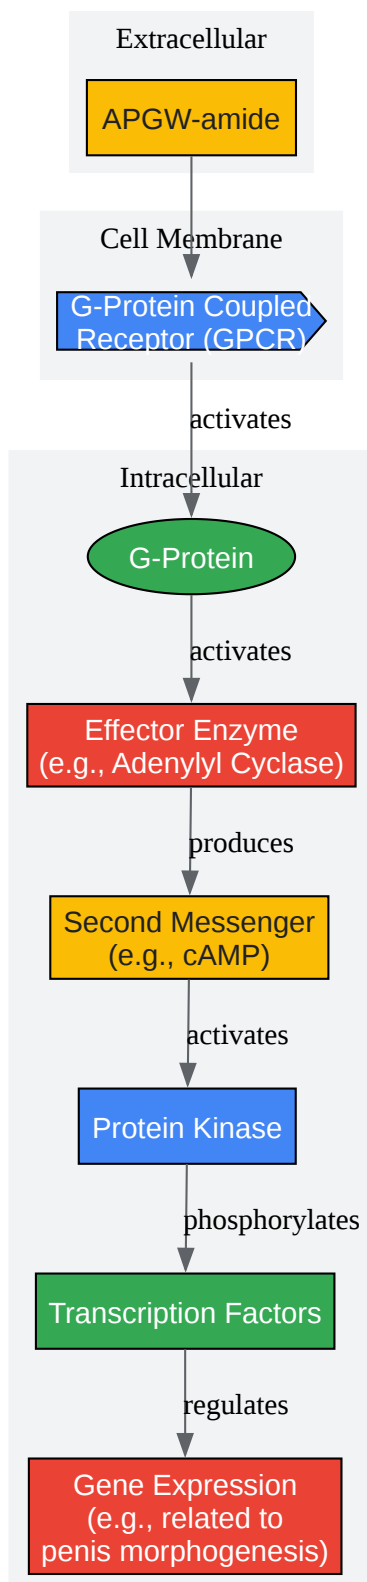 Extracellular
APGW-amide
Cell Membrane
G-Protein Coupled
Receptor (GPCR)
activates
Intracellular
G-Protein
activates
Effector Enzyme
(e.g., Adenylyl Cyclase)
produces
Second Messenger
(e.g., cAMP)
activates
Protein Kinase
phosphorylates
Transcription Factors
regulates
Gene Expression
(e.g., related to
penis morphogenesis)